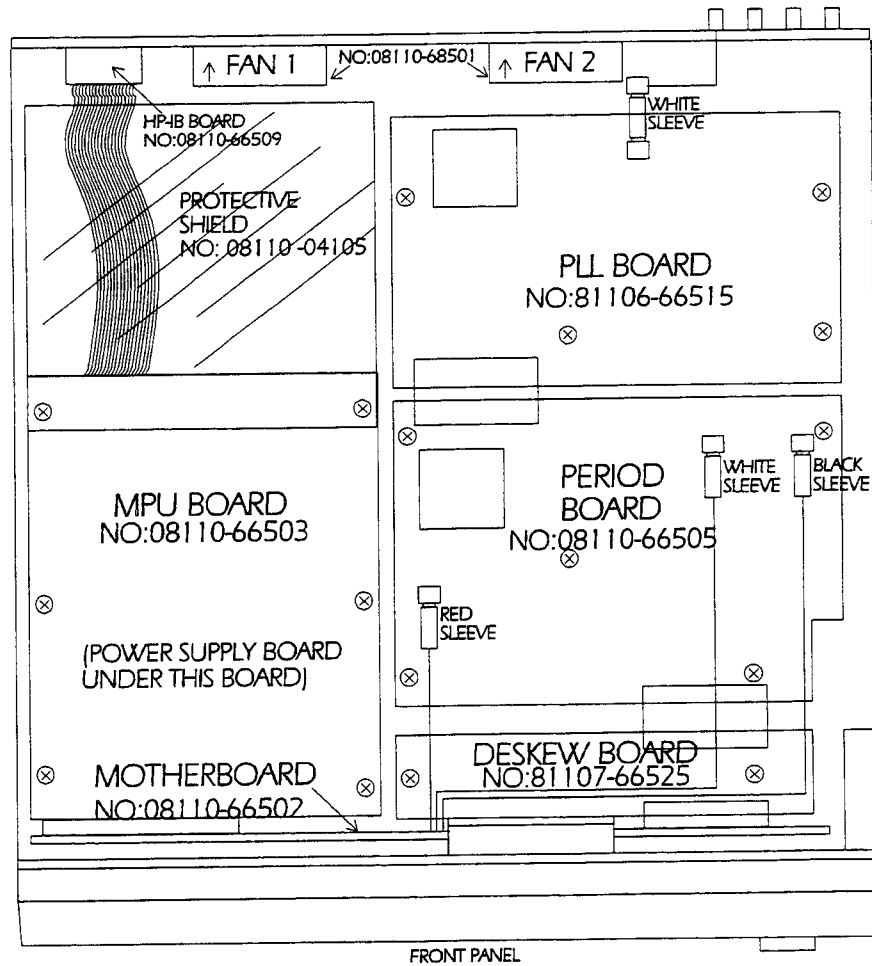 FAN 1
NO:08110-68501
FAN 2
WHITE
SLEEVE
HP-IB BOARD
NO:08110-66509
PROTECTIVE
SHIELD
NO: 08110 -04105
PLL BOARD
NO:81106-66515
MPU BOARD
NO:08110-66503
PERIOD
BOARD
NO:08110-66505
WHITE
SLEEVE
BLACK
SLEEVE
RED
SLEEVE
(POWER SUPPLY BOARD
UNDER THIS BOARD)
DESKEW BOARD
NO:81107-66525
MOTHERBOARD
NO:08110-66502
FRONT PANEL